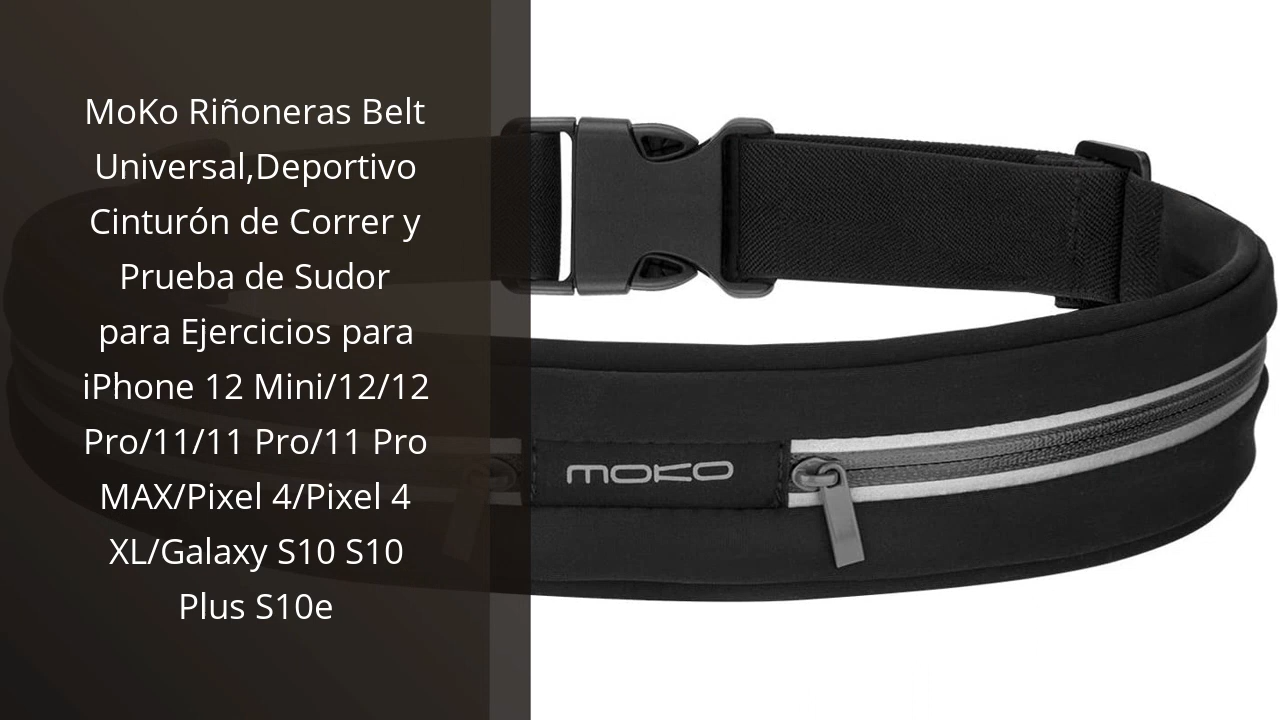 MoKo Riñoneras Belt
Universal,Deportivo
Cinturón de Correr y
Prueba de Sudor
para Ejercicios para
iPhone 12 Mini/12/12
Pro/11/11 Pro/11 Pro
MAX/Pixel 4/Pixel 4
XL/Galaxy S10 S10
Plus S10e
MOKO